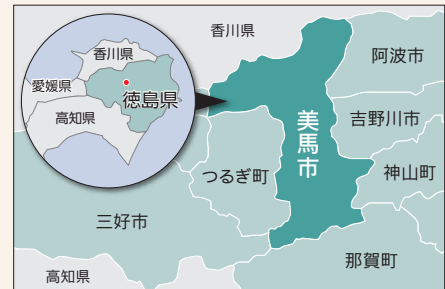 香川県
愛媛県
徳島県
高知県
香川県
阿波市
美馬市
吉野川市
つるぎ町
神山町
三好市
那賀町
高知県